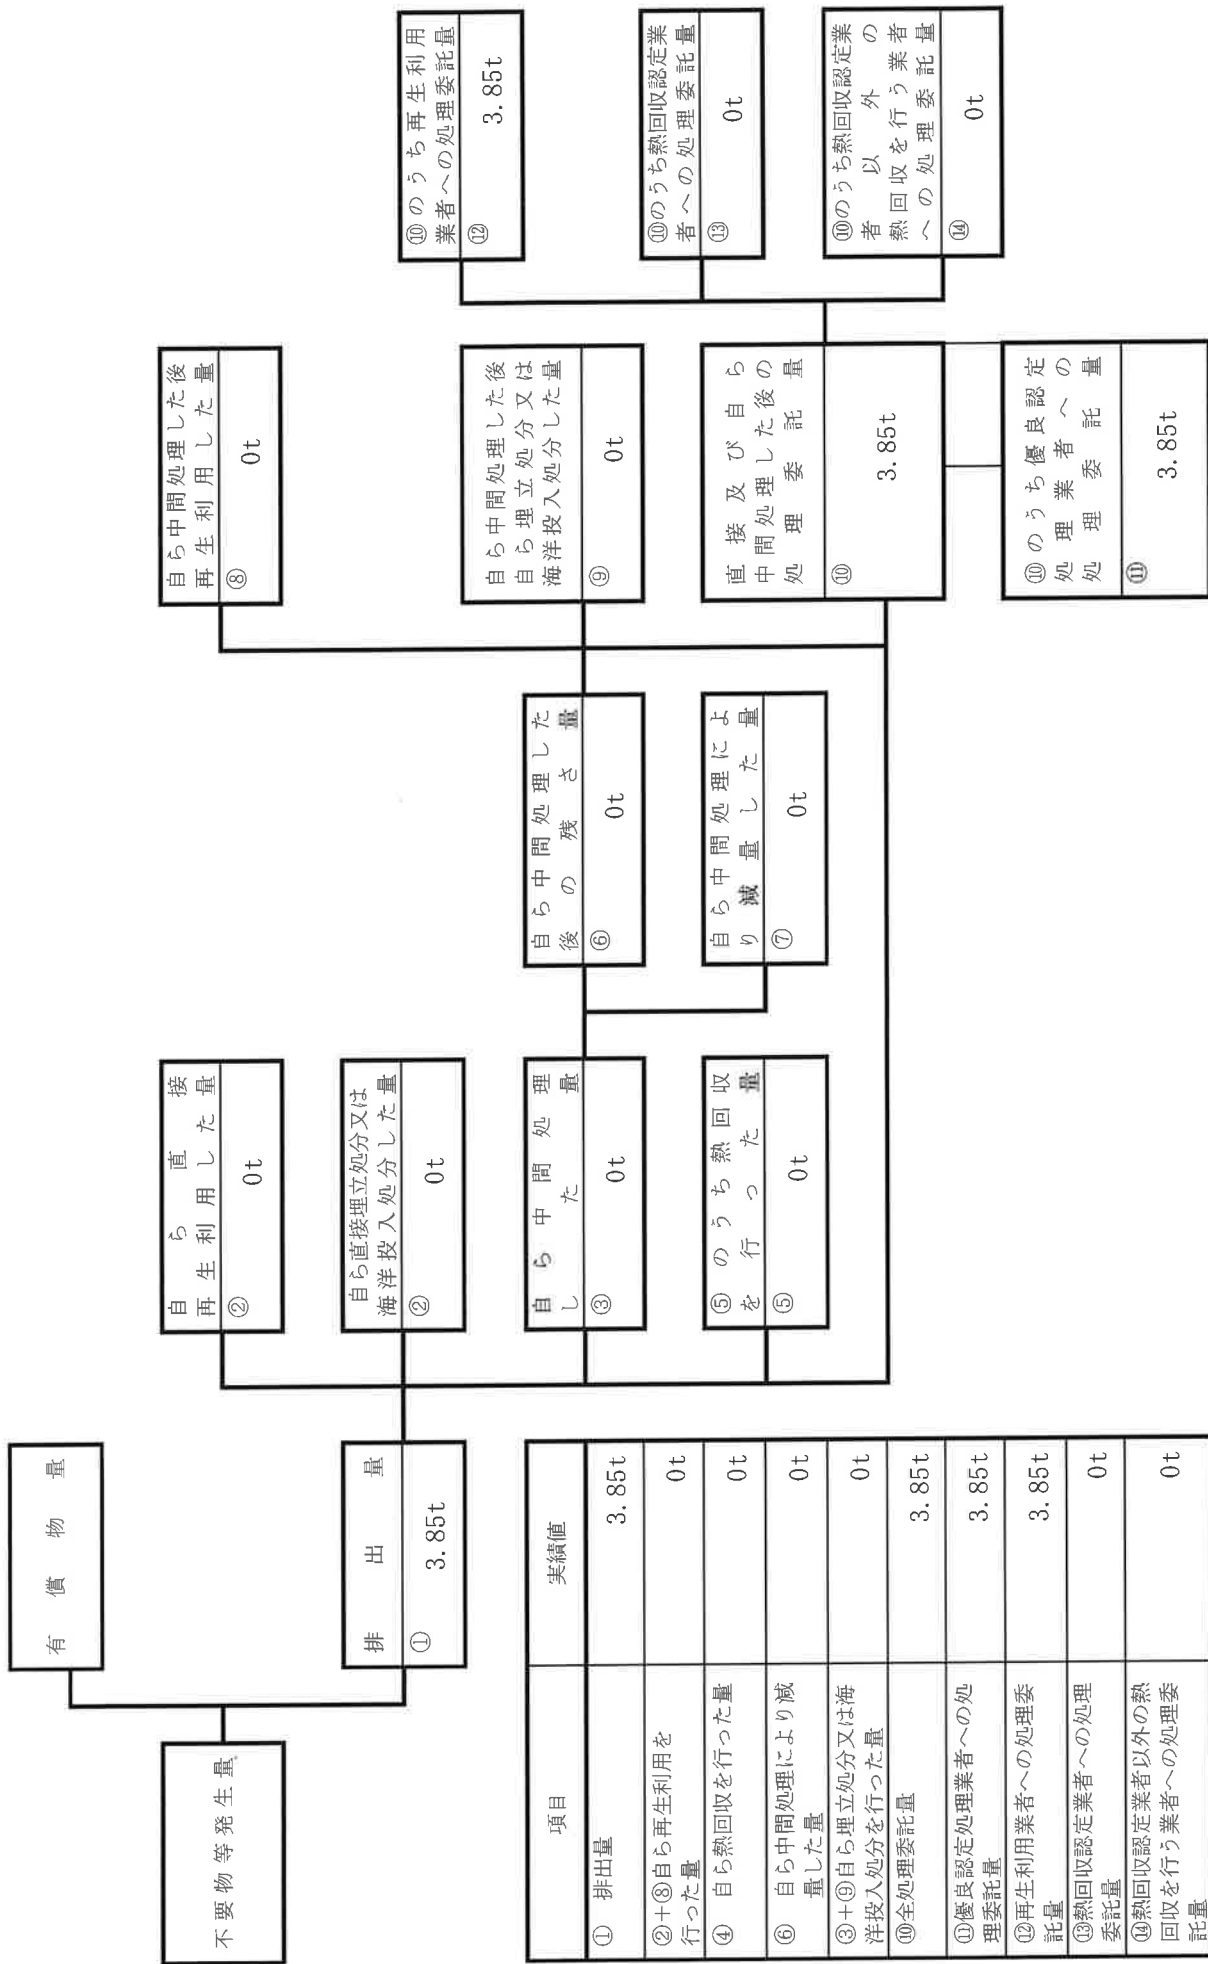 有償物量
不要物等発生量
排出量
① 3.85t
自ら直接
再生利用した量
② 0t
自ら直接埋立処分又は
海洋投入処分した量
② 0t
自ら中間処理
した量
③ 0t
⑤のうち熱回収
を行った量
⑤ 0t
自ら中間処理した
後の残さ量
⑥ 0t
自ら中間処理によ
り減量した量
⑦ 0t
自ら中間処理した後
再生利用した量
⑧ 0t
自ら中間処理した後
自ら埋立処分又は
海洋投入処分した量
⑨ 0t
直接及び自ら
中間処理した後の
処理委託量
⑩ 3.85t
⑩のうち優良認定
処理業者への
処理委託量
⑪ 3.85t
⑩のうち再生利用
業者への処理委託量
⑫ 3.85t
⑩のうち熱回収認定業
者への処理委託量
⑬ 0t
⑩のうち熱回収認定業
者以外の
熱回収を行う業者
への処理委託量
⑭ 0t
項目 実績値
① 排出量 3.85t
②+⑧自ら再生利用を
行った量 0t
④ 自ら熱回収を行った量 0t
⑥ 自ら中間処理により減
量した量 0t
③+⑨自ら埋立処分又は海
洋投入処分を行った量 0t
⑩全処理委託量 3.85t
⑪優良認定処理業者への処
理委託量 3.85t
⑫再生利用業者への処理委
託量 3.85t
⑬熱回収認定業者への処理
委託量 0t
⑭熱回収認定業者以外の熱
回収を行う業者への処理委
託量 0t